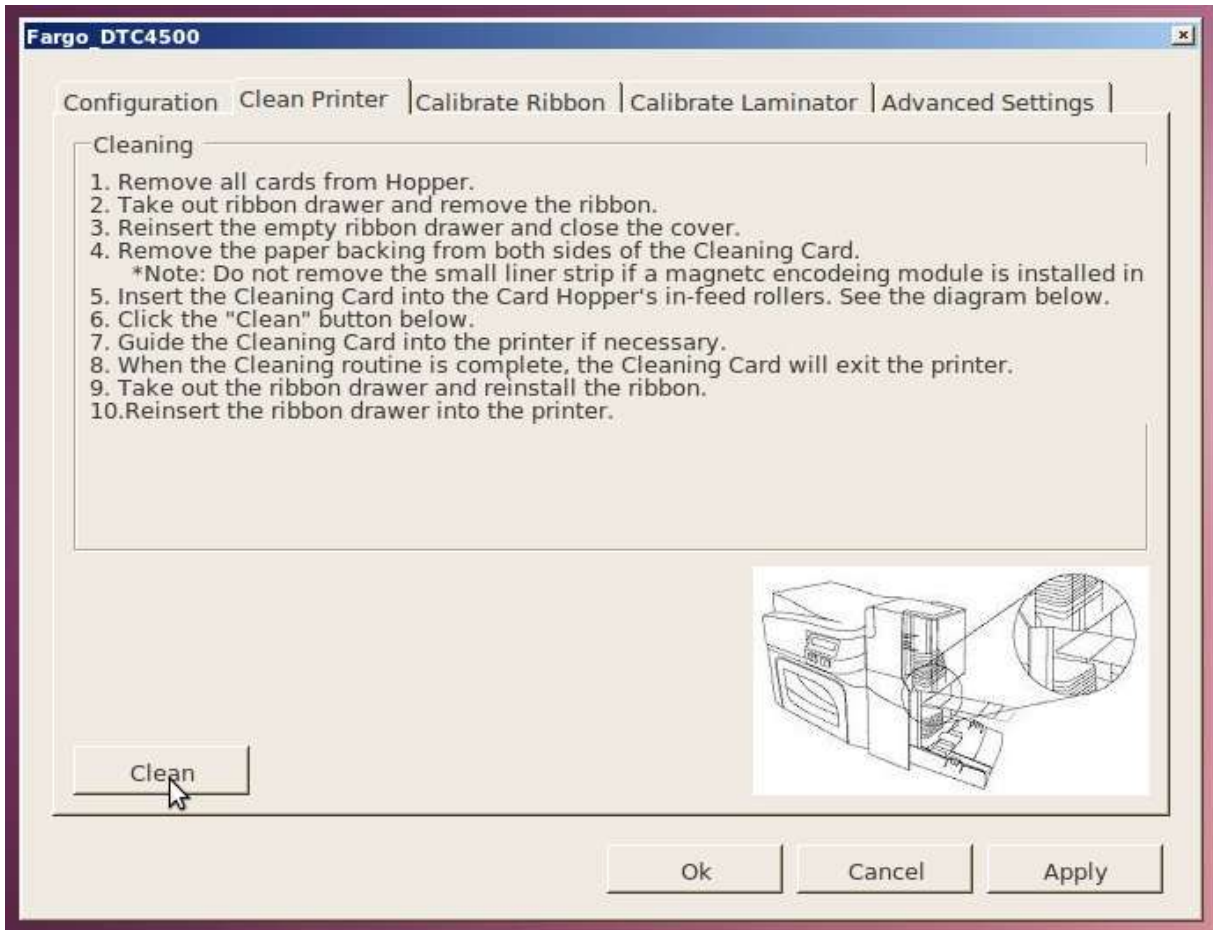 Fargo_DTC4500
Configuration Clean Printer Calibrate Ribbon Calibrate Laminator Advanced Settings
Cleaning
1. Remove all cards from Hopper.
2. Take out ribbon drawer and remove the ribbon.
3. Reinsert the empty ribbon drawer and close the cover.
4. Remove the paper backing from both sides of the Cleaning Card.
*Note: Do not remove the small liner strip if a magnetc encodeing module is installed in
5. Insert the Cleaning Card into the Card Hopper's in-feed rollers. See the diagram below.
6. Click the "Clean" button below.
7. Guide the Cleaning Card into the printer if necessary.
8. When the Cleaning routine is complete, the Cleaning Card will exit the printer.
9. Take out the ribbon drawer and reinstall the ribbon.
10.Reinsert the ribbon drawer into the printer.
Clean
Ok Cancel Apply